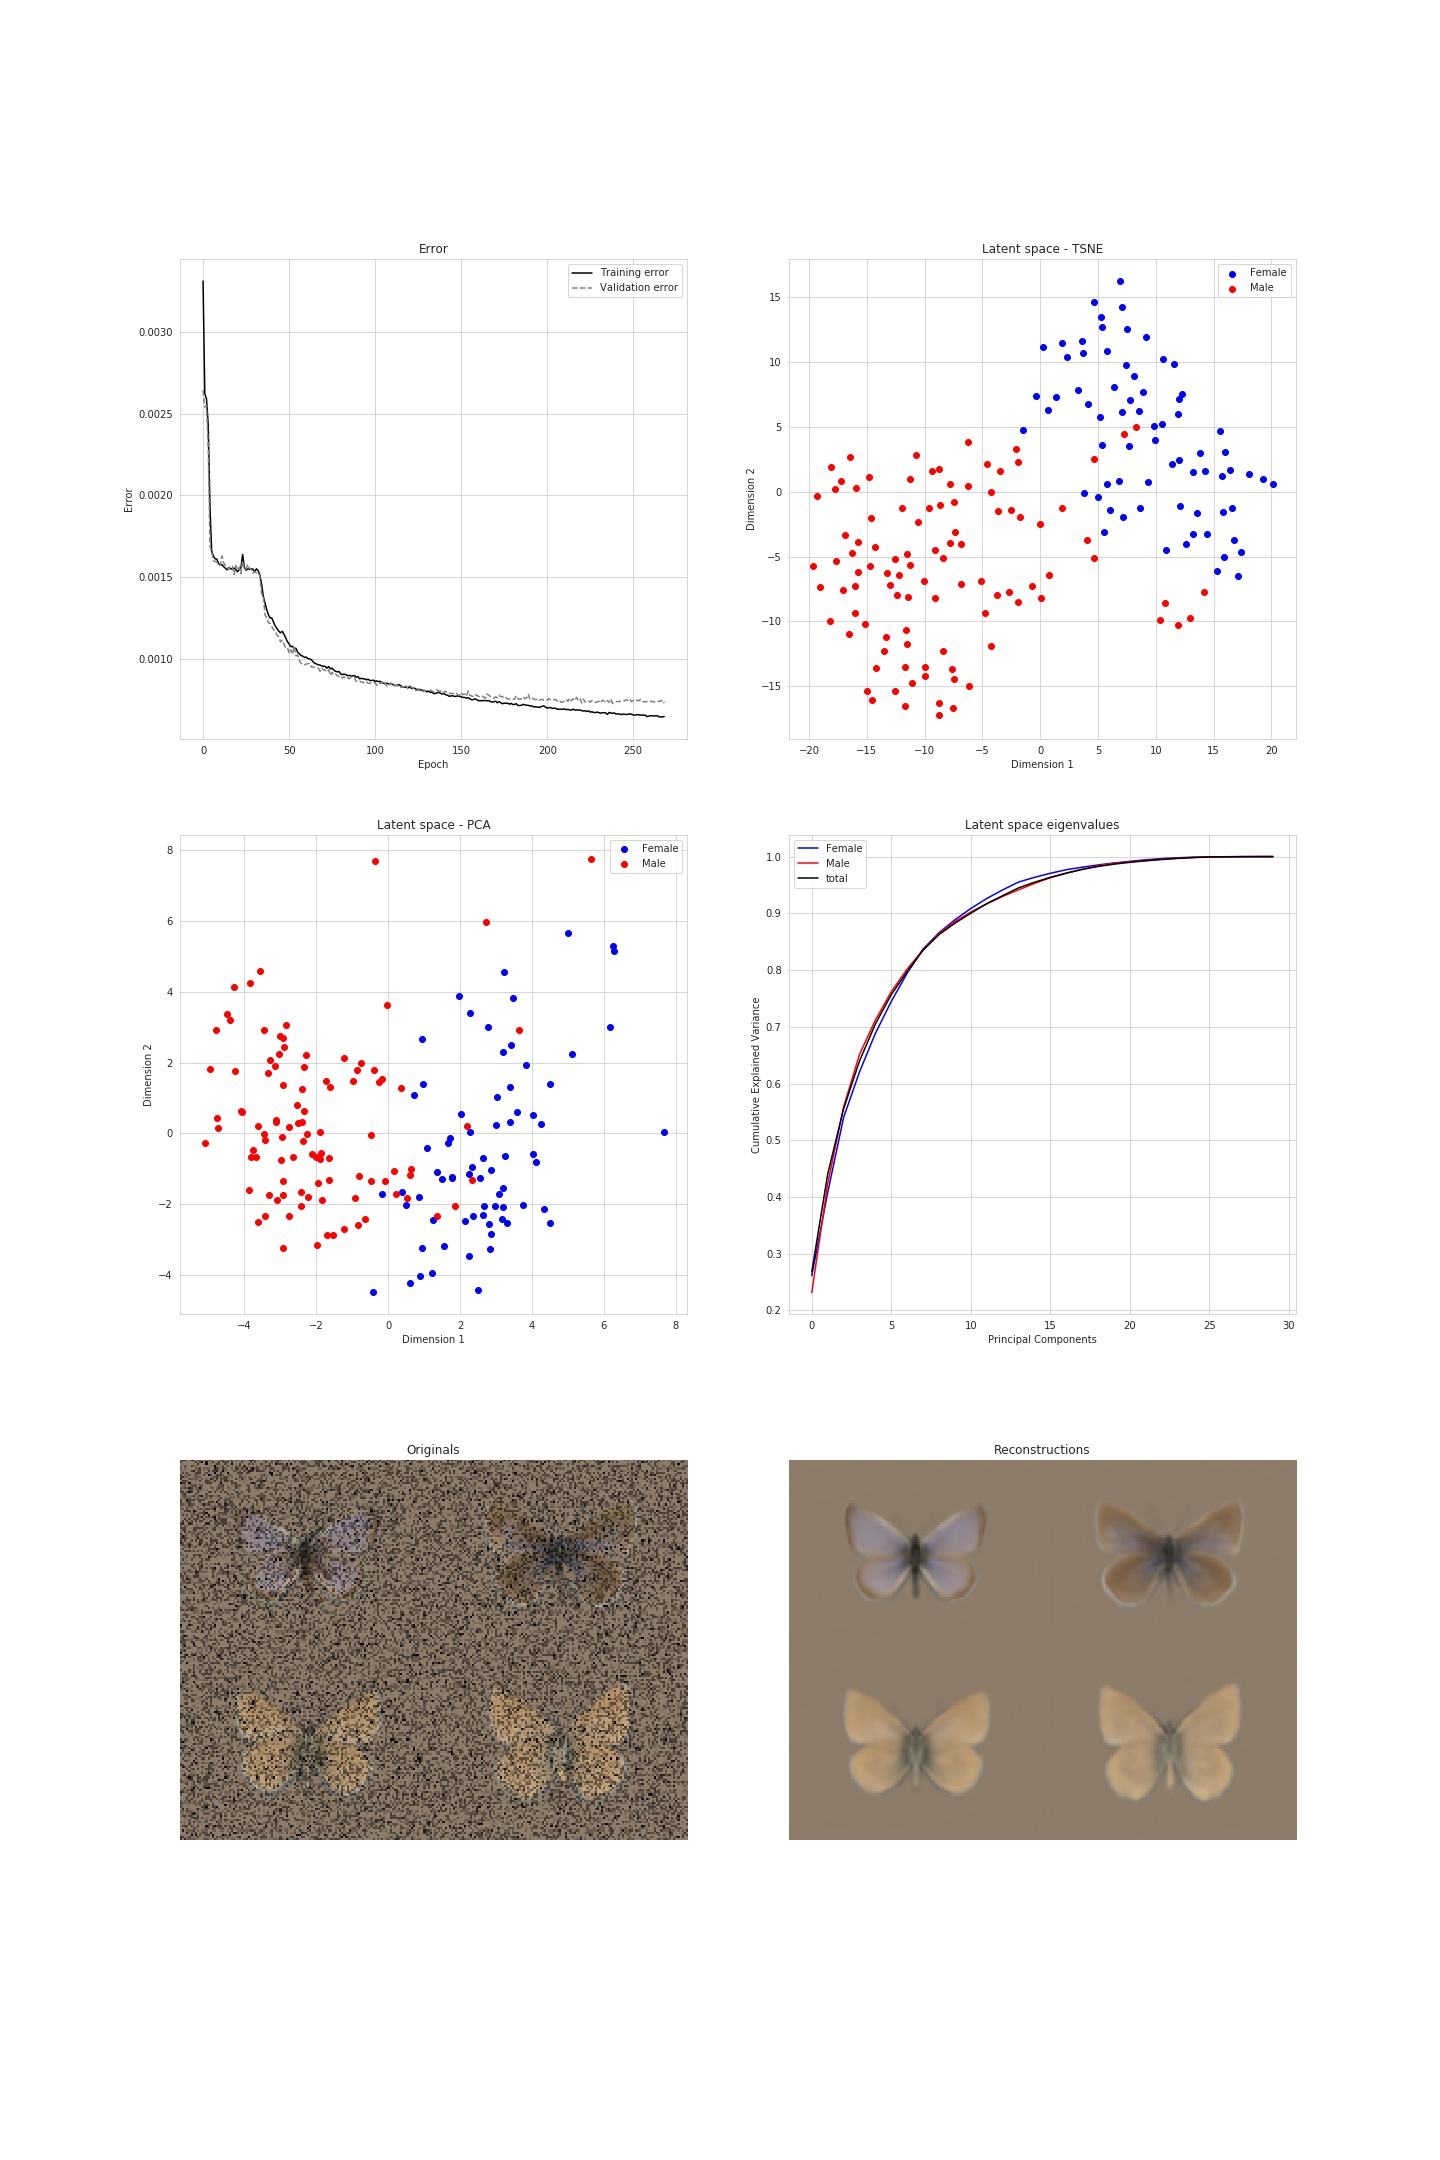 Error
Training error
Validation error
0.0030
0.0025
0.0020
0.0015
0.0010
Error
0 50 100 150 200 250
Epoch
Latent space - TSNE
Female
Male
15
10
5
0
−5
−10
−15
Dimension 2
−20 −15 −10 −5 0 5 10 15 20
Dimension 1
Latent space - PCA
Female
Male
8
6
4
2
0
−2
−4
Dimension 2
−4 −2 0 2 4 6 8
Dimension 1
Latent space eigenvalues
Female
Male
total
1.0
0.9
0.8
0.7
0.6
0.5
0.4
0.3
0.2
Cumulative Explained Variance
0 5 10 15 20 25 30
Principal Components
Originals
Reconstructions